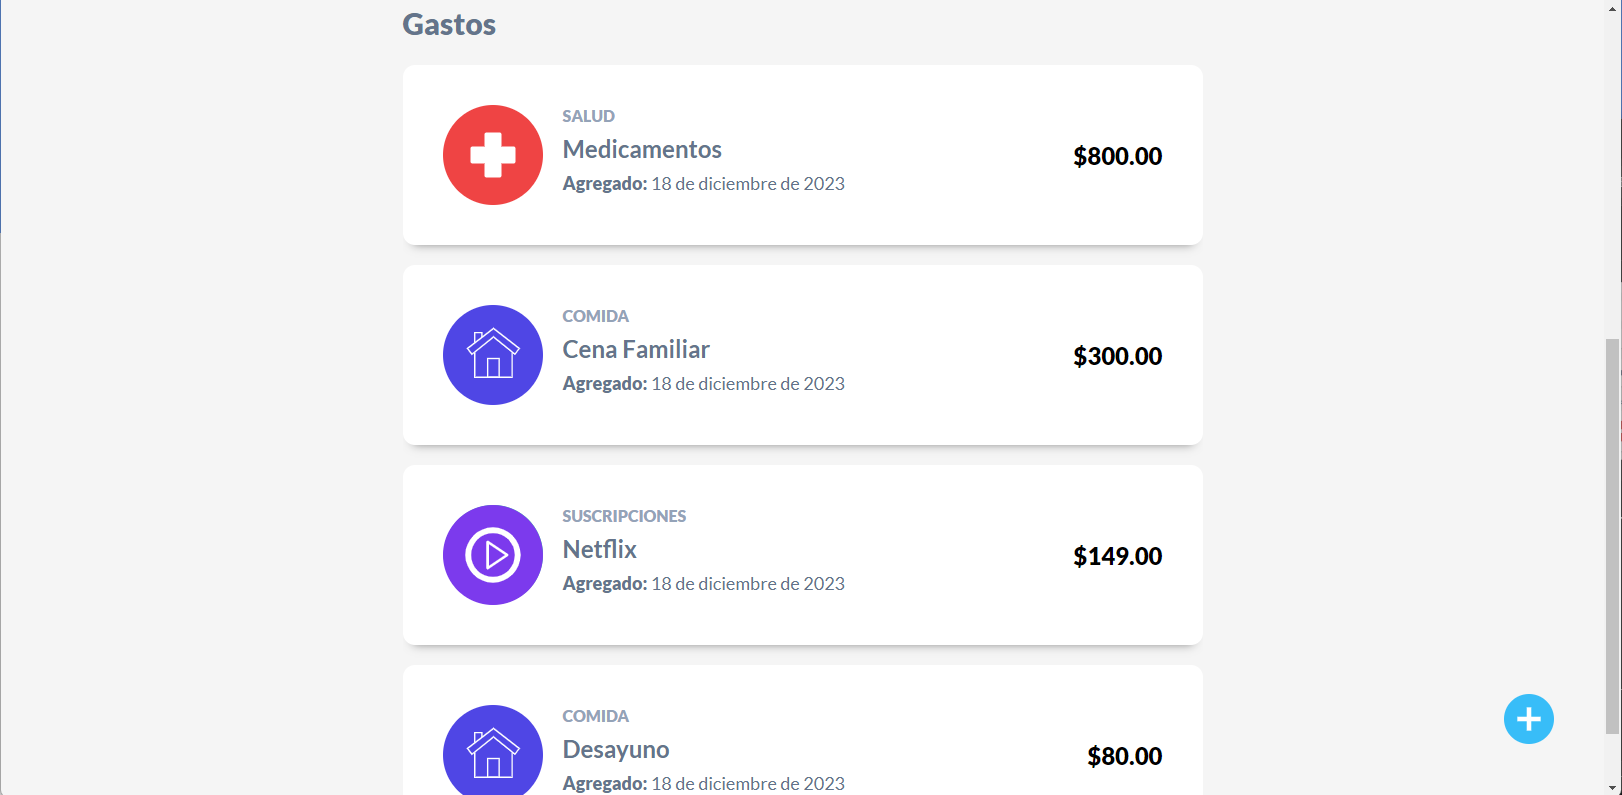 Gastos
SALUD
Medicamentos
$800.00
Agregado: 18 de diciembre de 2023
COMIDA
Cena Familiar
$300.00
Agregado: 18 de diciembre de 2023
SUSCRIPCIONES
Netflix
$149.00
Agregado: 18 de diciembre de 2023
COMIDA
Desayuno
$80.00
Agregado: 18 de diciembre de 2023